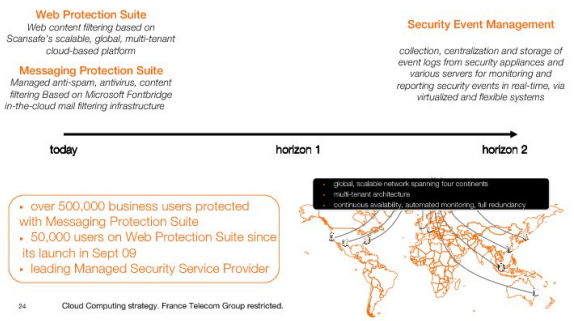 Web Protection Suite
Web content filtering based on
Scansafe's scalable, global, multi-tenant
cloud-based platform
Messaging Protection Suite
Managed anti-spam, antivirus, content
filtering Based on Microsoft Fontbridge
in-the-cloud mail filtering infrastructure
Security Event Management
collection, centralization and storage of
event logs from security appliances and
various servers for monitoring and
reporting security events in real-time, via
virtualized and flexible systems
today
horizon 1
horizon 2
• over 500,000 business users protected
with Messaging Protection Suite
• 50,000 users on Web Protection Suite since
its launch in Sept 09
• leading Managed Security Service Provider
• global, scalable network spanning four continents
• multi-tenant architecture
• continuous availability, automated monitoring, full redundancy
24
Cloud Computing strategy. France Telecom Group restricted.